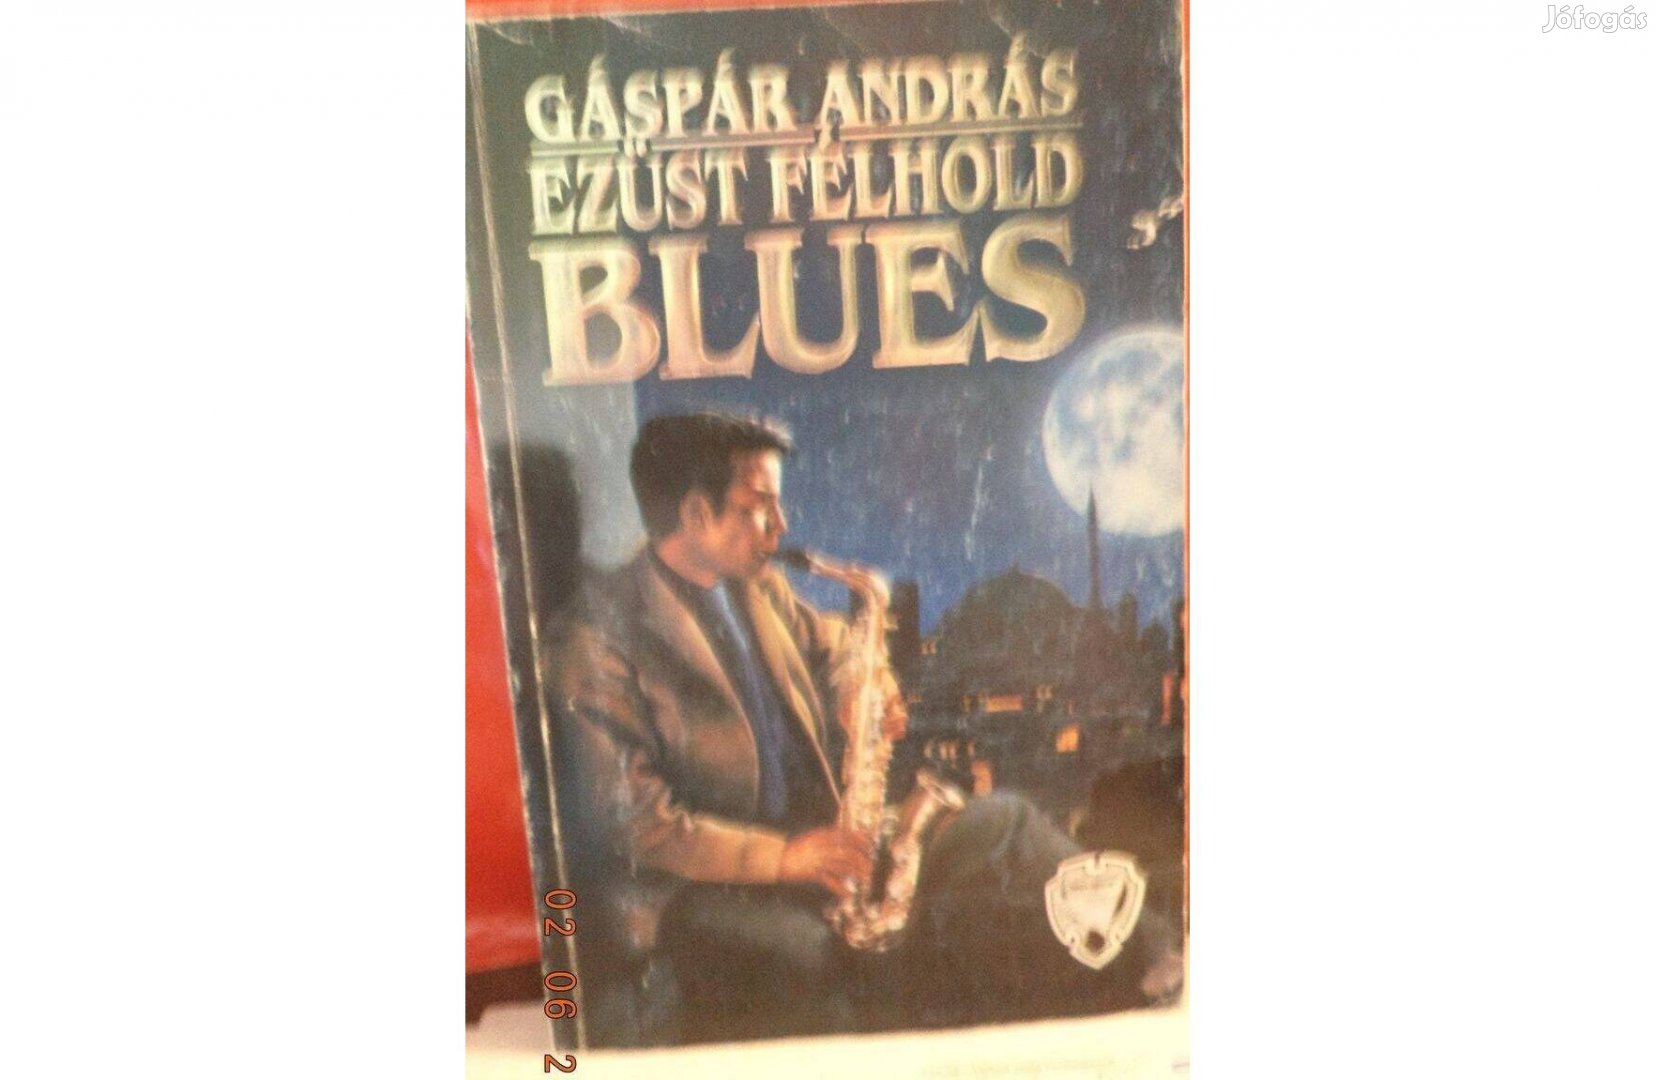 Jófogás
GÁSPÁR ANDRÁS
EZÜST FÉLHOLD
BLUES
02 06 2